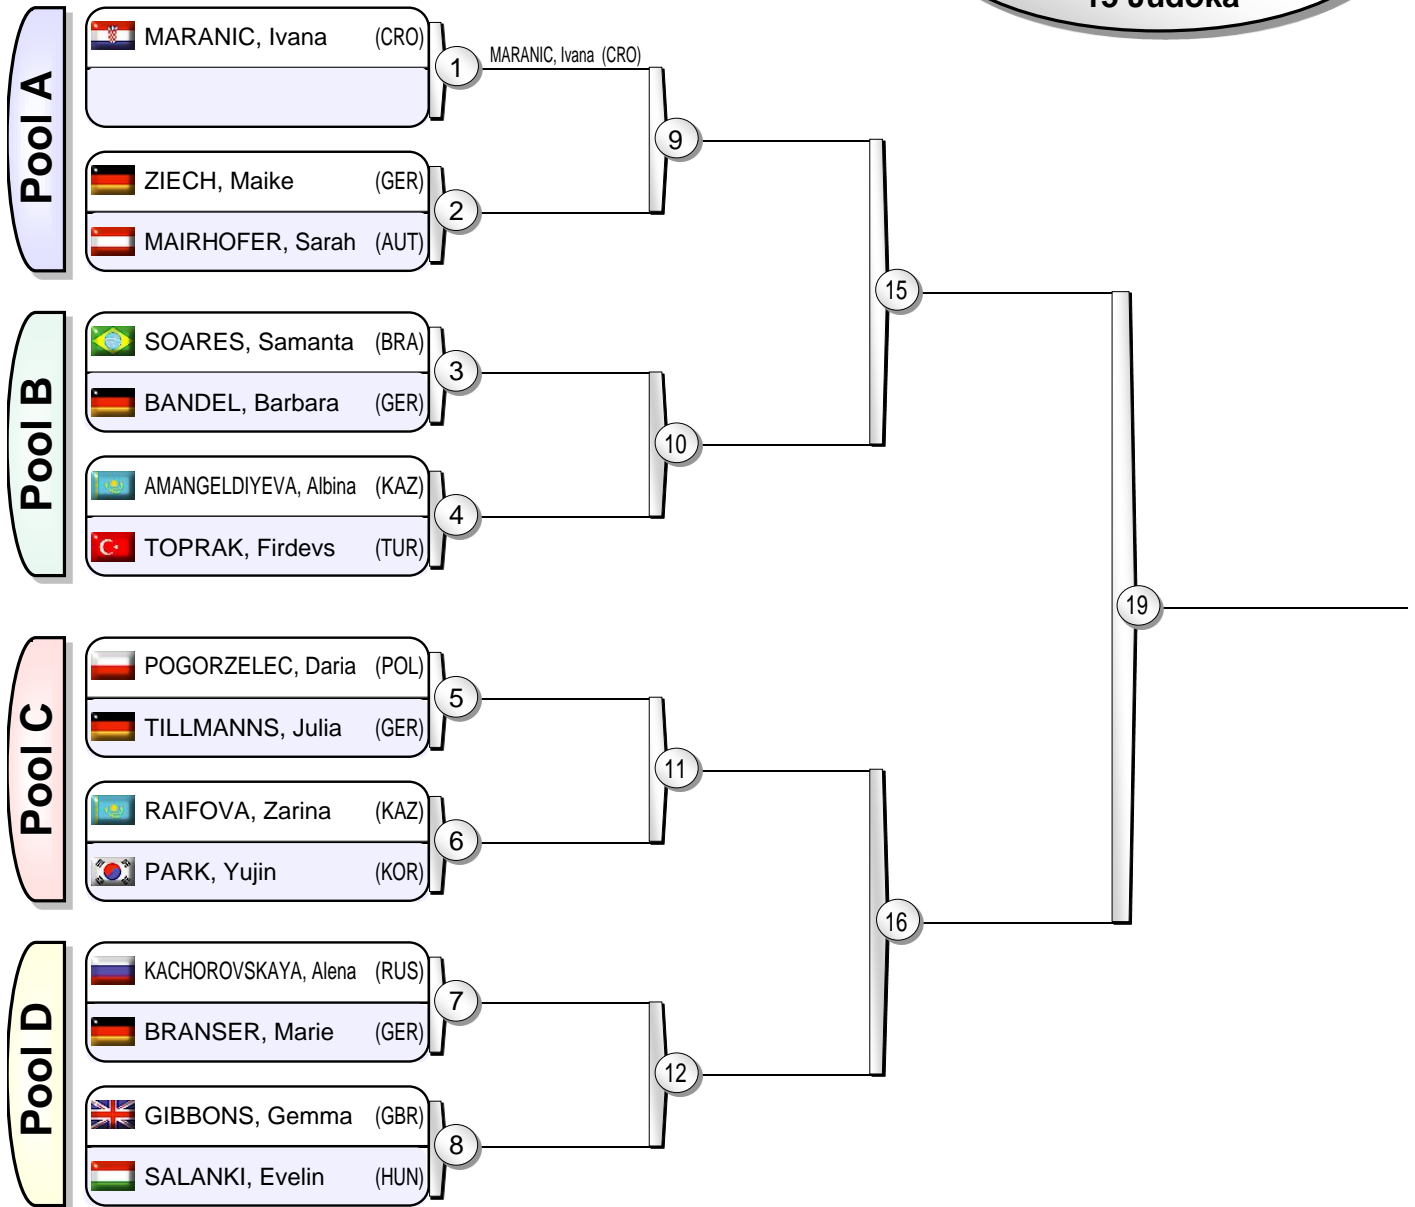 15 Judoka
Pool A
MARANIC, Ivana (CRO)
1
MARANIC, Ivana (CRO)
9
ZIECH, Maike (GER)
2
MAIRHOFER, Sarah (AUT)
15
Pool B
SOARES, Samanta (BRA)
3
BANDEL, Barbara (GER)
10
AMANGELDIYEVA, Albina (KAZ)
4
TOPRAK, Firdevs (TUR)
19
Pool C
POGORZELEC, Daria (POL)
5
TILLMANNS, Julia (GER)
11
RAIFOVA, Zarina (KAZ)
6
PARK, Yujin (KOR)
16
Pool D
KACHOROVSKAYA, Alena (RUS)
7
BRANSER, Marie (GER)
12
GIBBONS, Gemma (GBR)
8
SALANKI, Evelin (HUN)